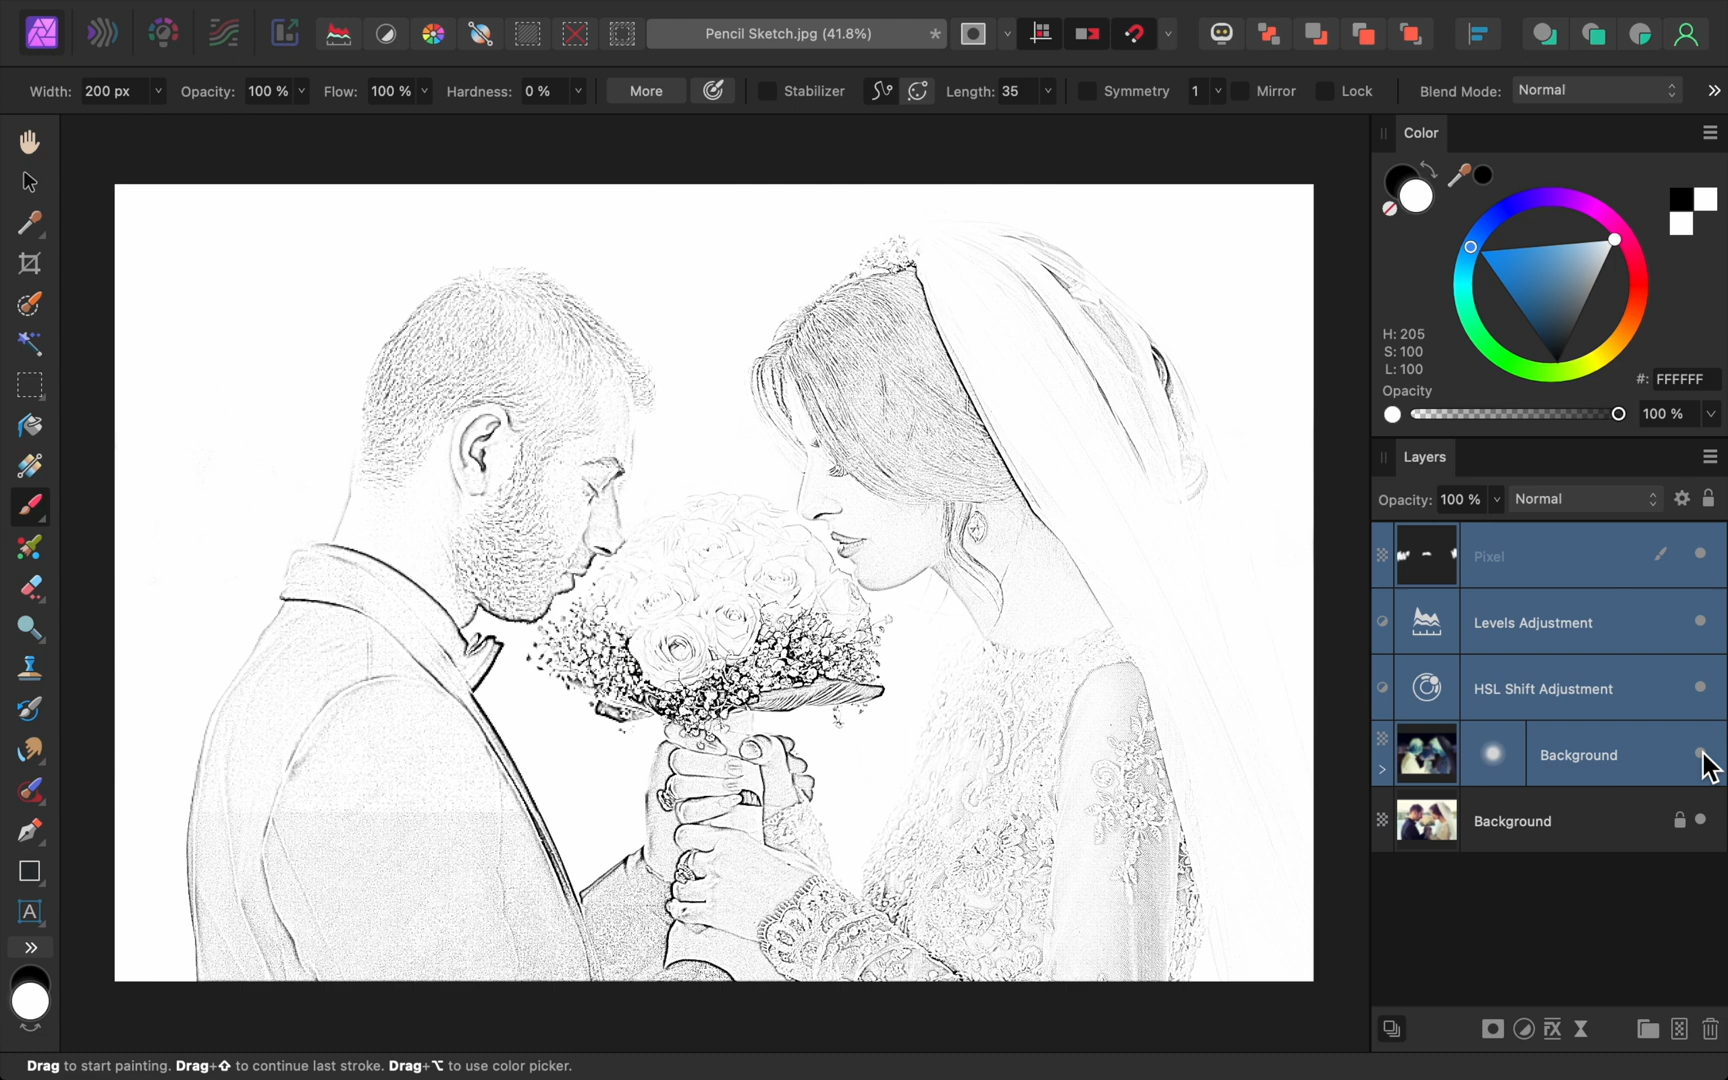 Pencil Sketch.jpg (41.8%) *
Width: 200 px Opacity: 100 % Flow: 100 % Hardness: 0 % More Stabilizer Length: 35 Symmetry 1 Mirror Lock Blend Mode: Normal
Color
H: 205
S: 100
L: 100
#: FFFFFF
Opacity
100 %
Layers
Opacity: 100 % Normal
Pixel
Levels Adjustment
HSL Shift Adjustment
Background
Background
A
FX
Drag to start painting. Drag+⇧ to continue last stroke. Drag+⌥ to use color picker.